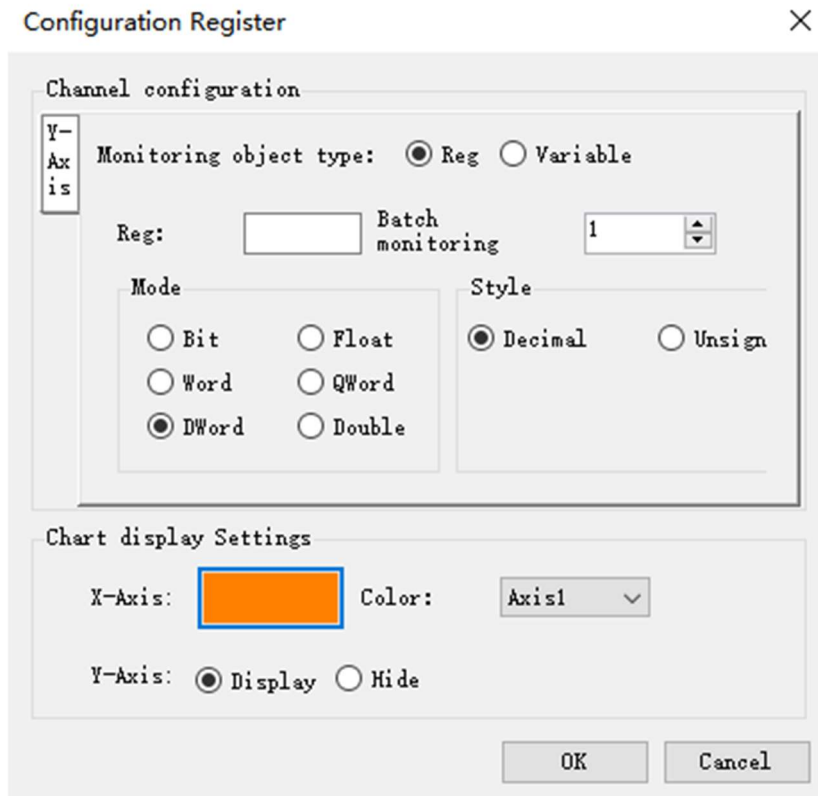 Configuration Register
Channel configuration
Y-
Ax
is
Monitoring object type: Reg Variable
Reg: Batch
monitoring 1
Mode Style
Bit Float Decimal Unsign
Word QWord
DWord Double
Chart display Settings
X-Axis: Color: Axis1
Y-Axis: Display Hide
OK Cancel